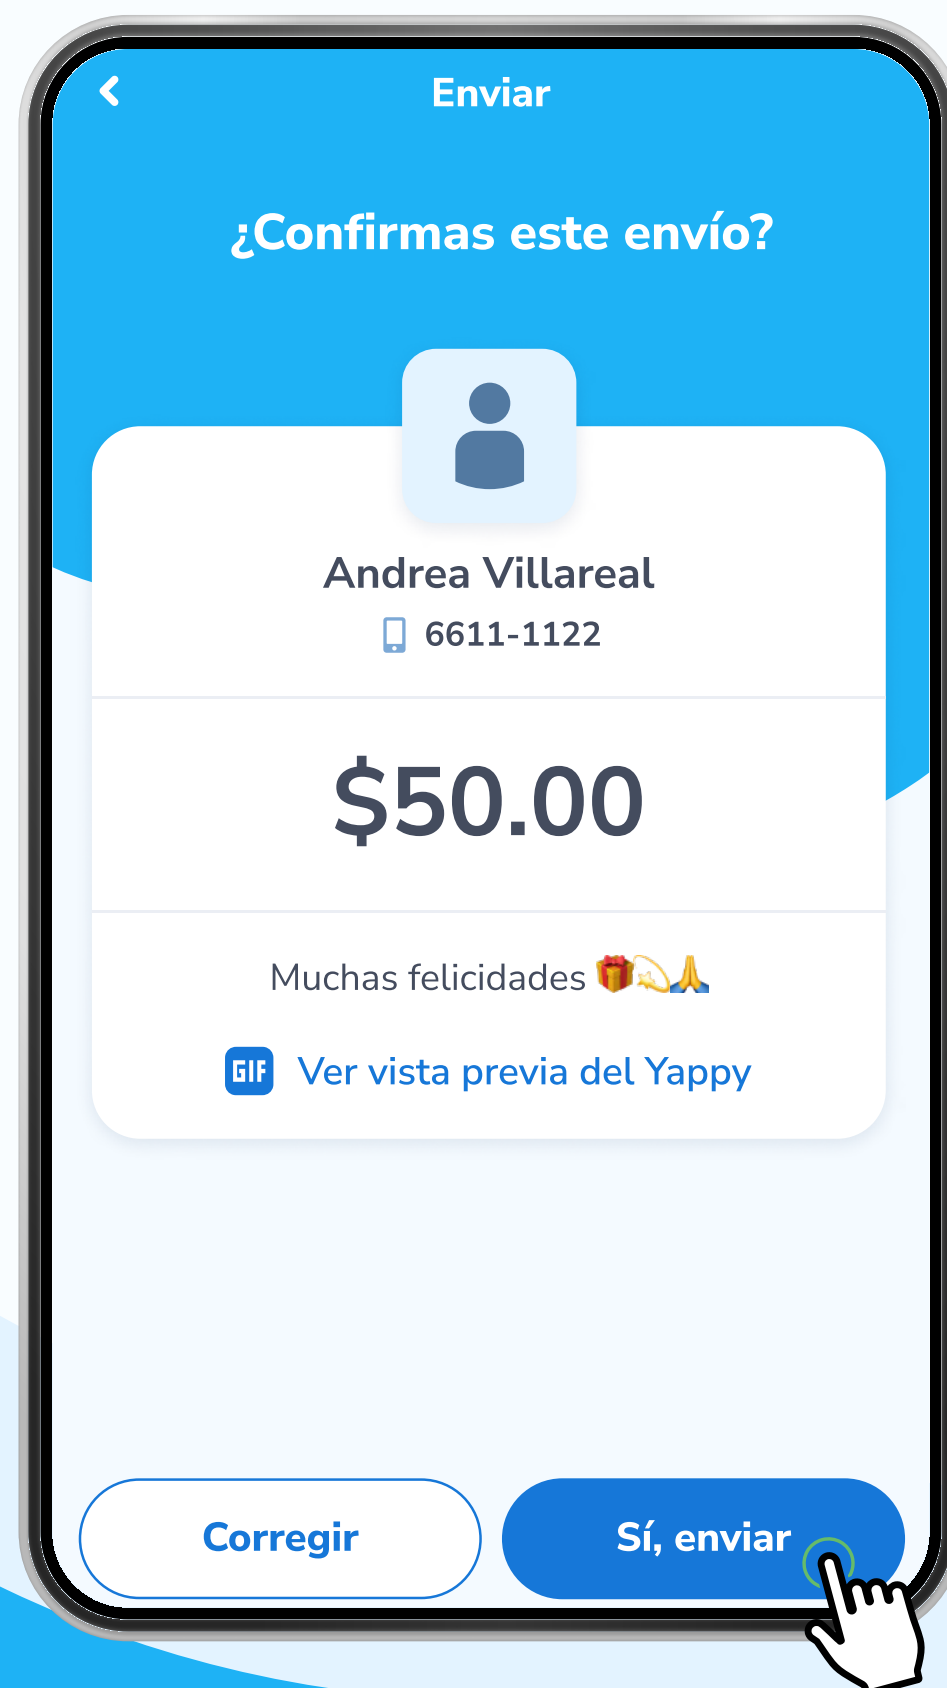 Enviar
¿Confirmas este envío?
Andrea Villareal
6611-1122
$50.00
Muchas felicidades 🎁💫🙏
GIF Ver vista previa del Yappy
Corregir
Sí, enviar